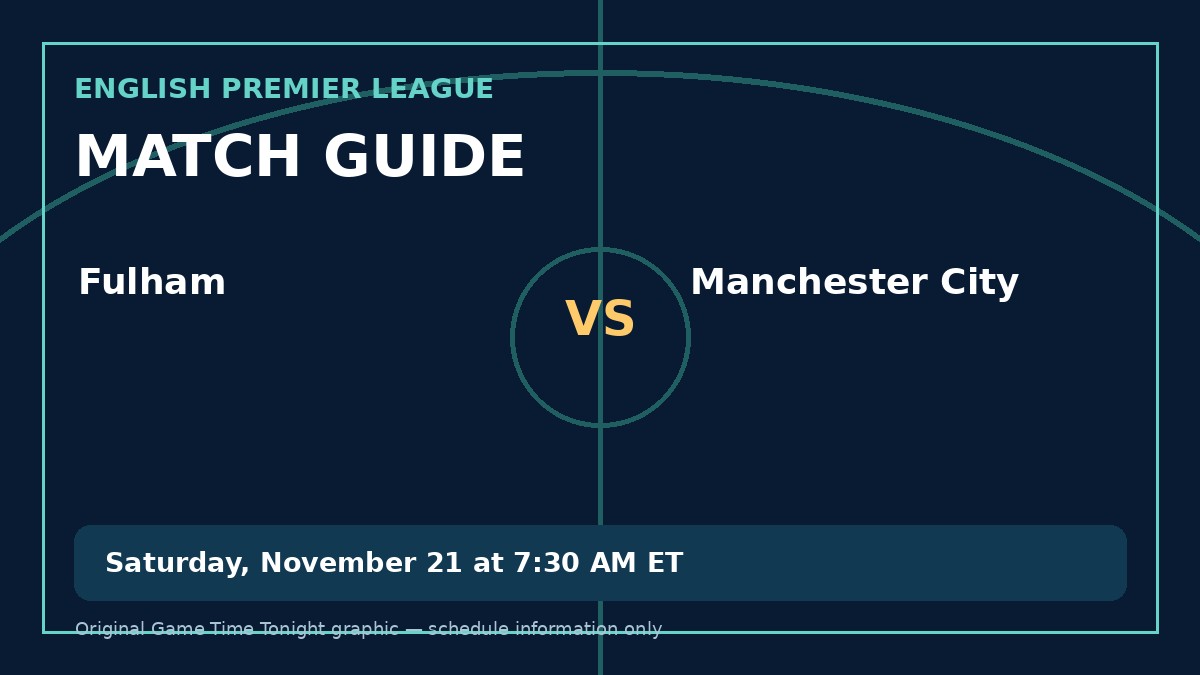 ENGLISH PREMIER LEAGUE
MATCH GUIDE
Fulham
VS
Manchester City
Saturday, November 21 at 7:30 AM ET
Original Game Time Tonight graphic — schedule information only